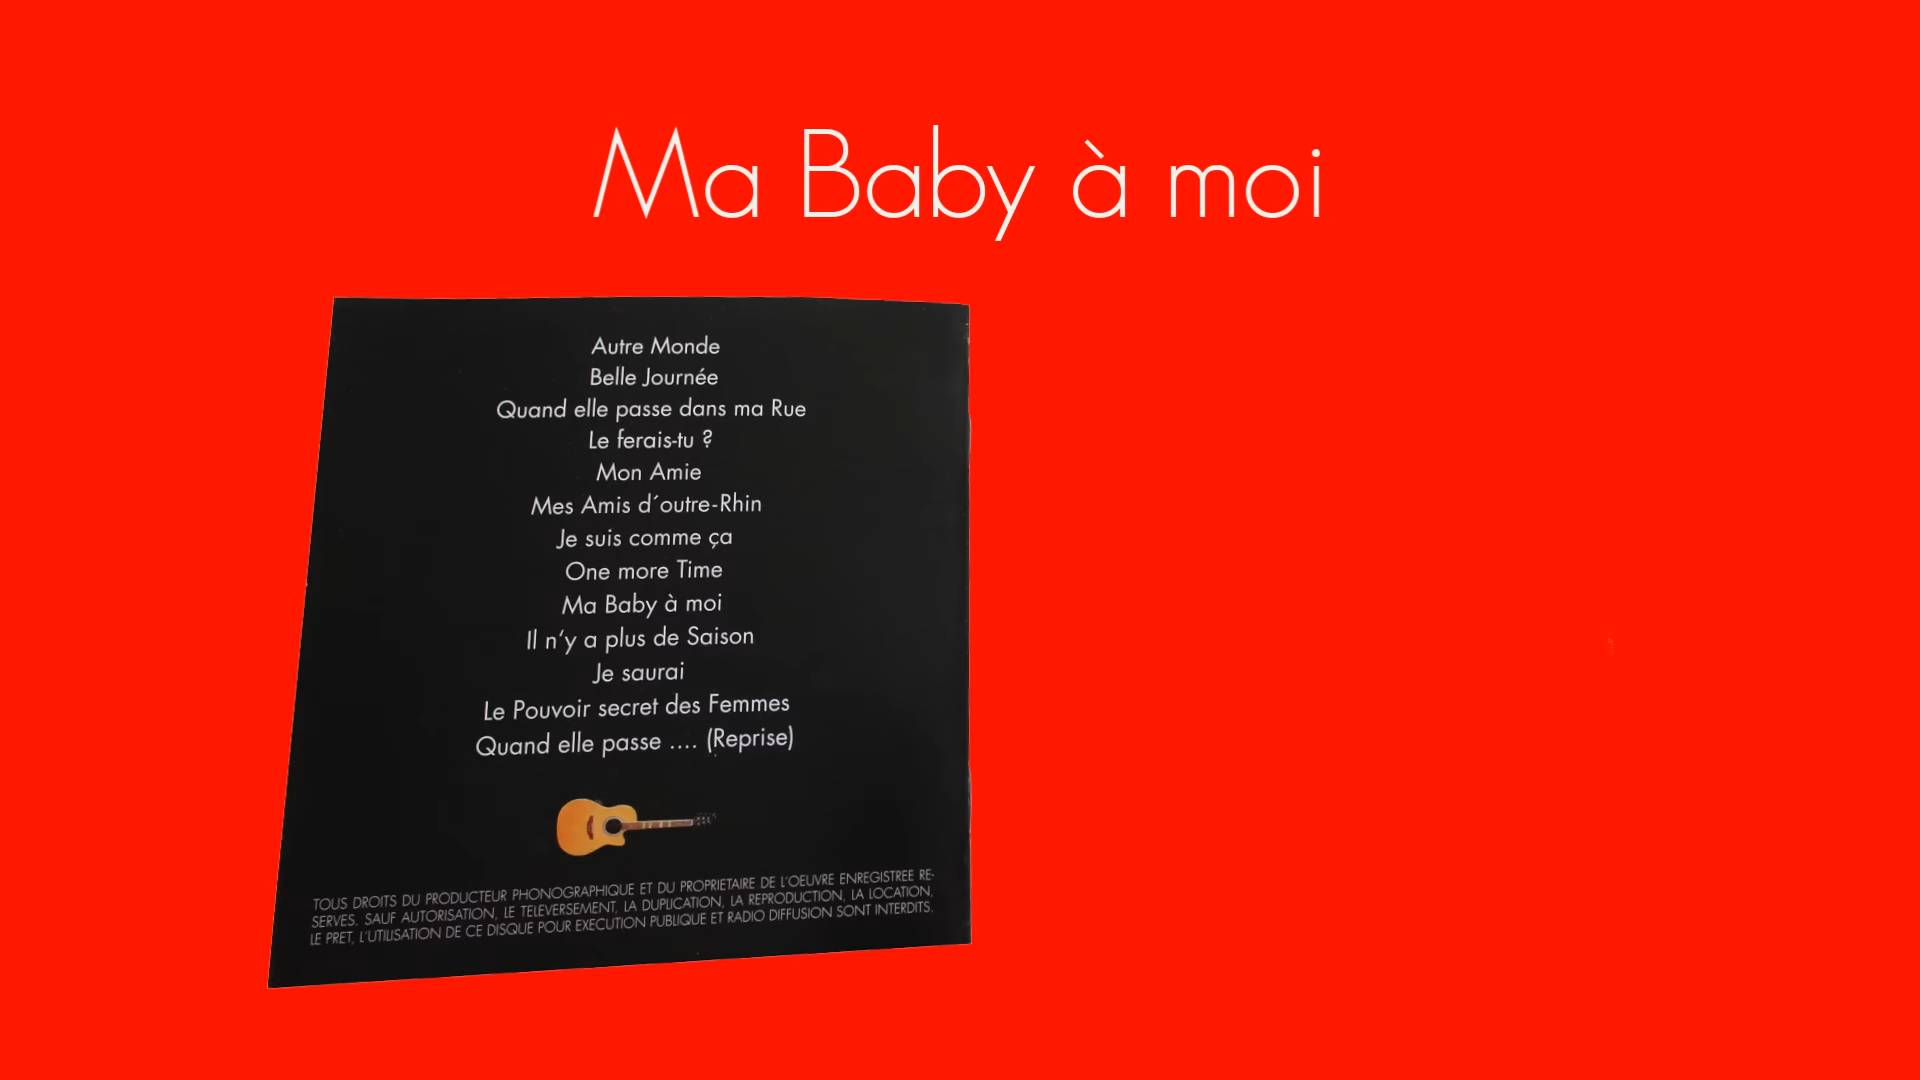 Ma Baby à moi
Autre Monde
Belle Journée
Quand elle passe dans ma Rue
Le ferais-tu ?
Mon Amie
Mes Amis d´outre-Rhin
Je suis comme ça
One more Time
Ma Baby à moi
Il n’y a plus de Saison
Je saurai
Le Pouvoir secret des Femmes
Quand elle passe .... (Reprise)
TOUS DROITS DU PRODUCTEUR PHONOGRAPHIQUE ET DU PROPRIETAIRE DE L'OEUVRE ENREGISTREE RE-
SERVES. SAUF AUTORISATION, LE TELEVERSEMENT, LA DUPLICATION, LA REPRODUCTION, LA LOCATION,
LE PRET, L'UTILISATION DE CE DISQUE POUR EXECUTION PUBLIQUE ET RADIO DIFFUSION SONT INTERDITS.